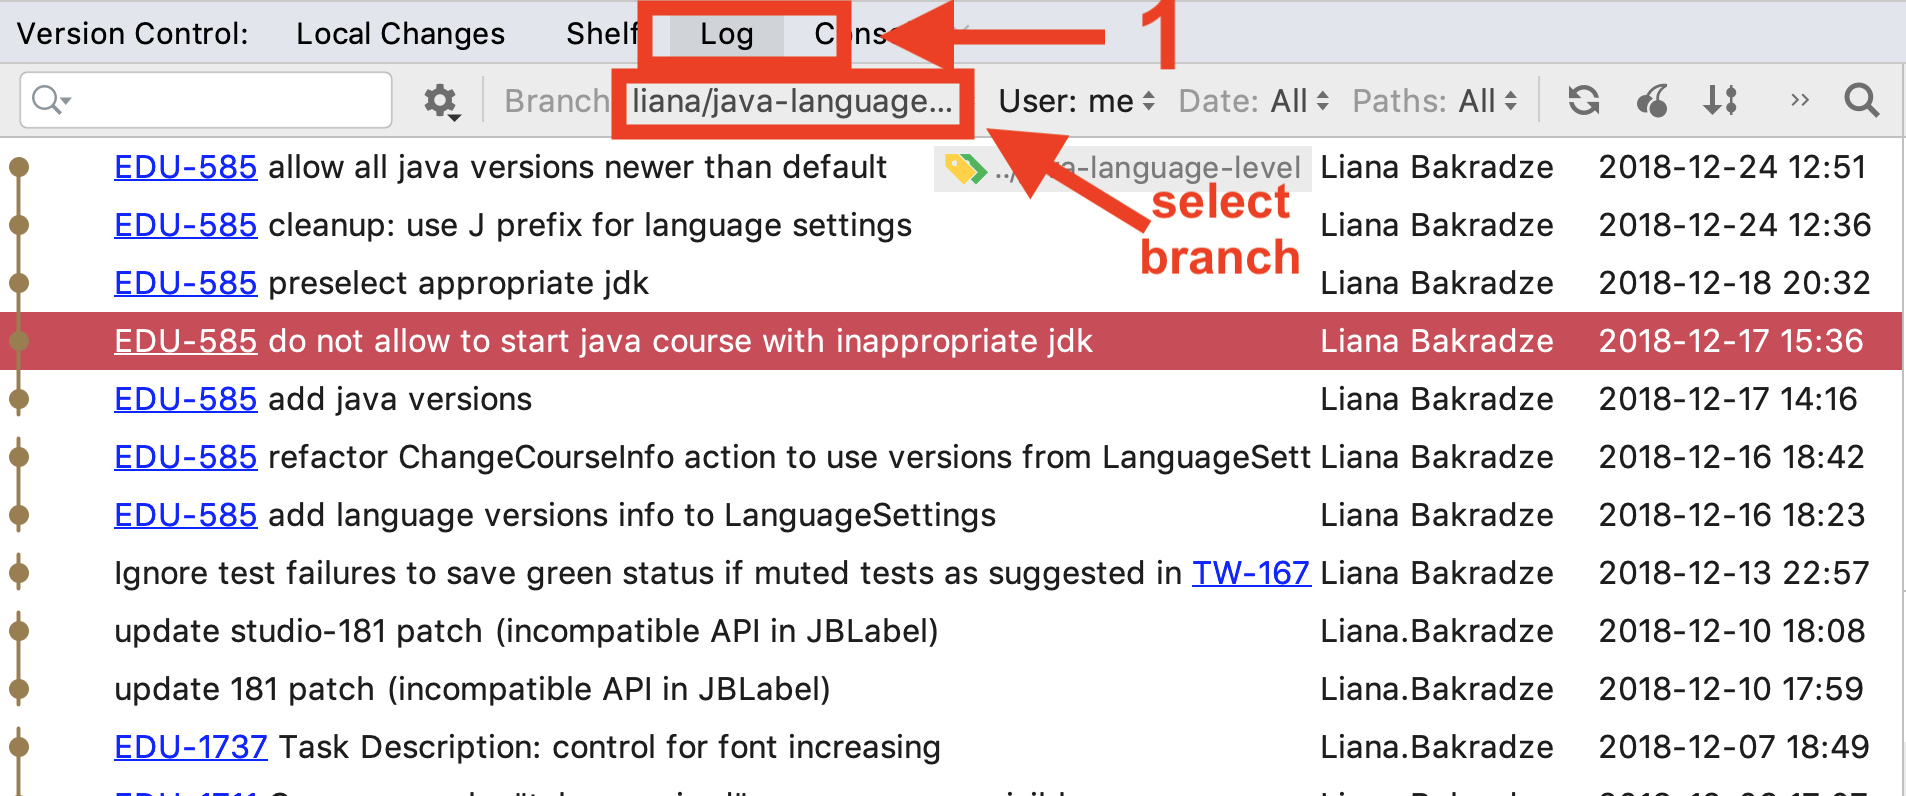 Version Control: Local Changes Shelf Log Conso 1
Branch liana/java-language... User: me Date: All Paths: All >>
EDU-585 allow all java versions newer than default ../ va-language-level Liana Bakradze 2018-12-24 12:51
select
EDU-585 cleanup: use J prefix for language settings Liana Bakradze 2018-12-24 12:36
branch
EDU-585 preselect appropriate jdk Liana Bakradze 2018-12-18 20:32
EDU-585 do not allow to start java course with inappropriate jdk Liana Bakradze 2018-12-17 15:36
EDU-585 add java versions Liana Bakradze 2018-12-17 14:16
EDU-585 refactor ChangeCourseInfo action to use versions from LanguageSett Liana Bakradze 2018-12-16 18:42
EDU-585 add language versions info to LanguageSettings Liana Bakradze 2018-12-16 18:23
Ignore test failures to save green status if muted tests as suggested in TW-167 Liana Bakradze 2018-12-13 22:57
update studio-181 patch (incompatible API in JBLabel) Liana.Bakradze 2018-12-10 18:08
update 181 patch (incompatible API in JBLabel) Liana.Bakradze 2018-12-10 17:59
EDU-1737 Task Description: control for font increasing Liana.Bakradze 2018-12-07 18:49